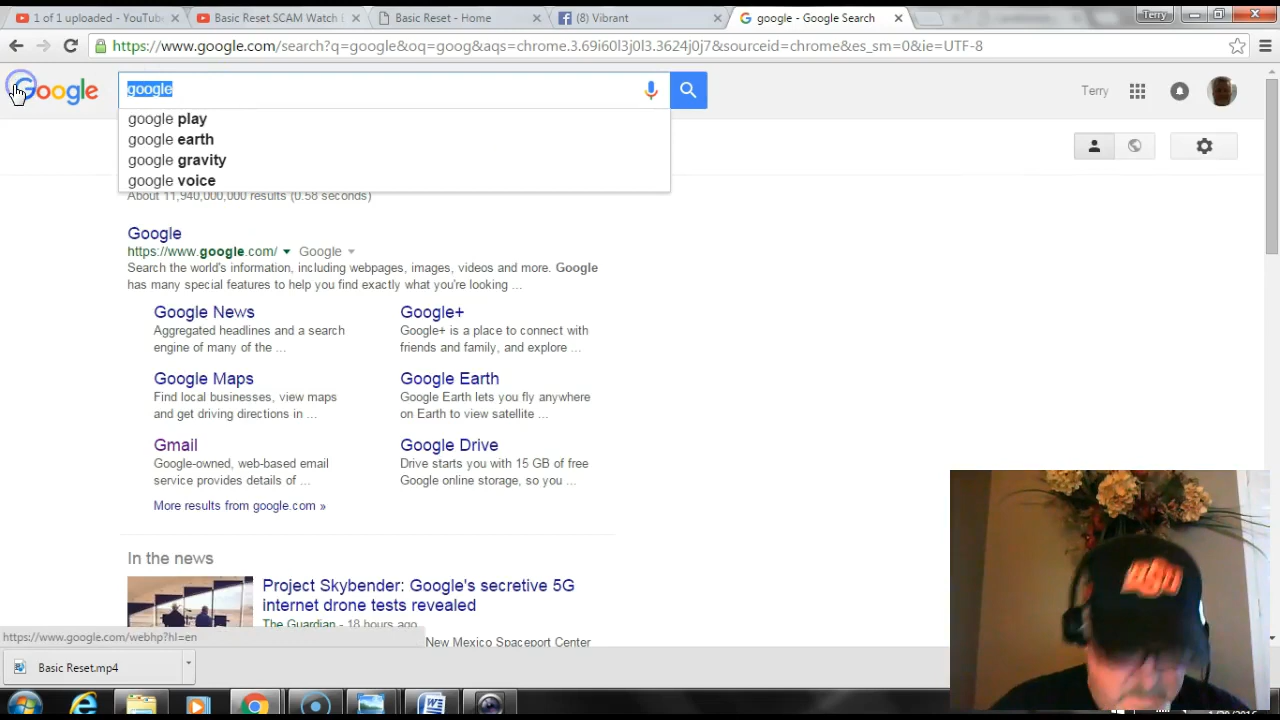 1 of 1 uploaded - YouTube
Basic Reset SCAM Watch
Basic Reset - Home
(8) Vibrant
google - Google Search
Terry
https://www.google.com/search?q=google&oq=goog&aqs=chrome.3.69i60l3j0l3.3624j0j7&sourceid=chrome&es_sm=0&ie=UTF-8
Google
google
Terry
google play
google earth
google gravity
google voice
About 11,940,000,000 results (0.58 seconds)
Google
https://www.google.com/ Google
Search the world's information, including webpages, images, videos and more. Google
has many special features to help you find exactly what you're looking ...
Google News
Aggregated headlines and a search
engine of many of the ...
Google+
Google+ is a place to connect with
friends and family, and explore ...
Google Maps
Find local businesses, view maps
and get driving directions in ...
Google Earth
Google Earth lets you fly anywhere
on Earth to view satellite ...
Gmail
Google-owned, web-based email
service provides details of ...
Google Drive
Drive starts you with 15 GB of free
Google online storage, so you ...
More results from google.com »
In the news
Project Skybender: Google's secretive 5G
internet drone tests revealed
The Guardian - 18 hours ago
New Mexico Spaceport Center
https://www.google.com/webhp?hl=en
Basic Reset.mp4